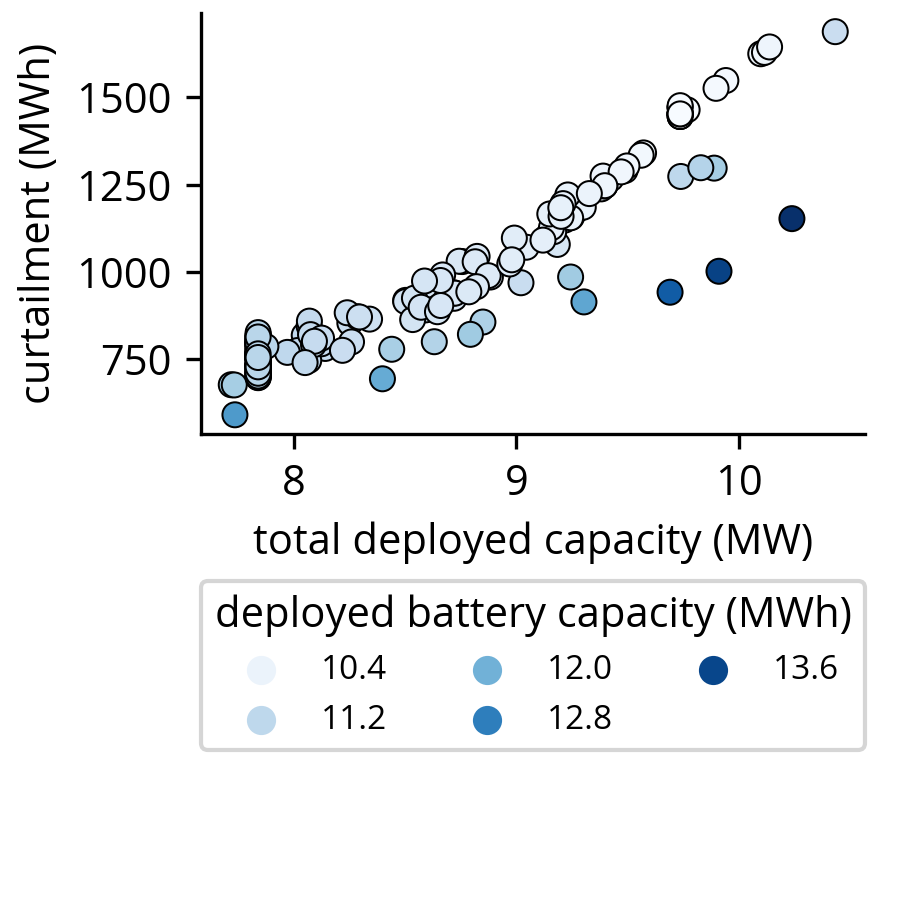 curtailment (MWh)
1500
1250
1000
750
8 9 10
total deployed capacity (MW)
deployed battery capacity (MWh)
10.4 12.0 13.6
11.2 12.8